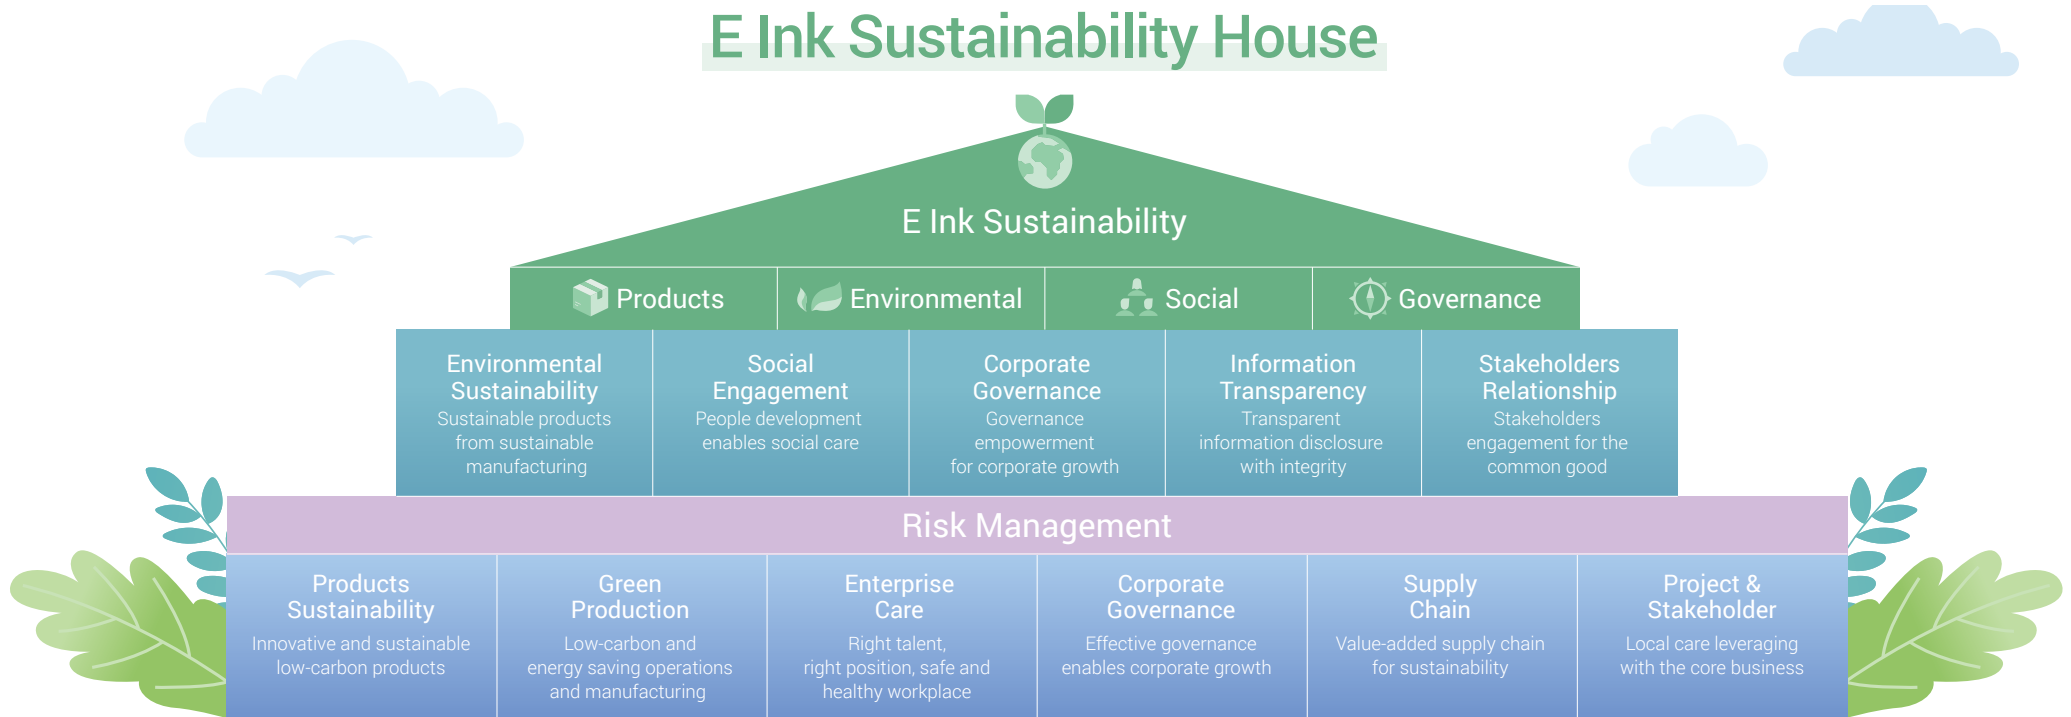 E Ink Sustainability House
E Ink Sustainability
Products
Environmental
Social
Governance
Environmental
Sustainability
Sustainable products
from sustainable
manufacturing
Social
Engagement
People development
enables social care
Corporate
Governance
Governance
empowerment
for corporate growth
Information
Transparency
Transparent
information disclosure
with integrity
Stakeholders
Relationship
Stakeholders
engagement for the
common good
Risk Management
Products
Sustainability
Innovative and sustainable
low-carbon products
Green
Production
Low-carbon and
energy saving operations
and manufacturing
Enterprise
Care
Right talent,
right position, safe and
healthy workplace
Corporate
Governance
Effective governance
enables corporate growth
Supply
Chain
Value-added supply chain
for sustainability
Project &
Stakeholder
Local care leveraging
with the core business